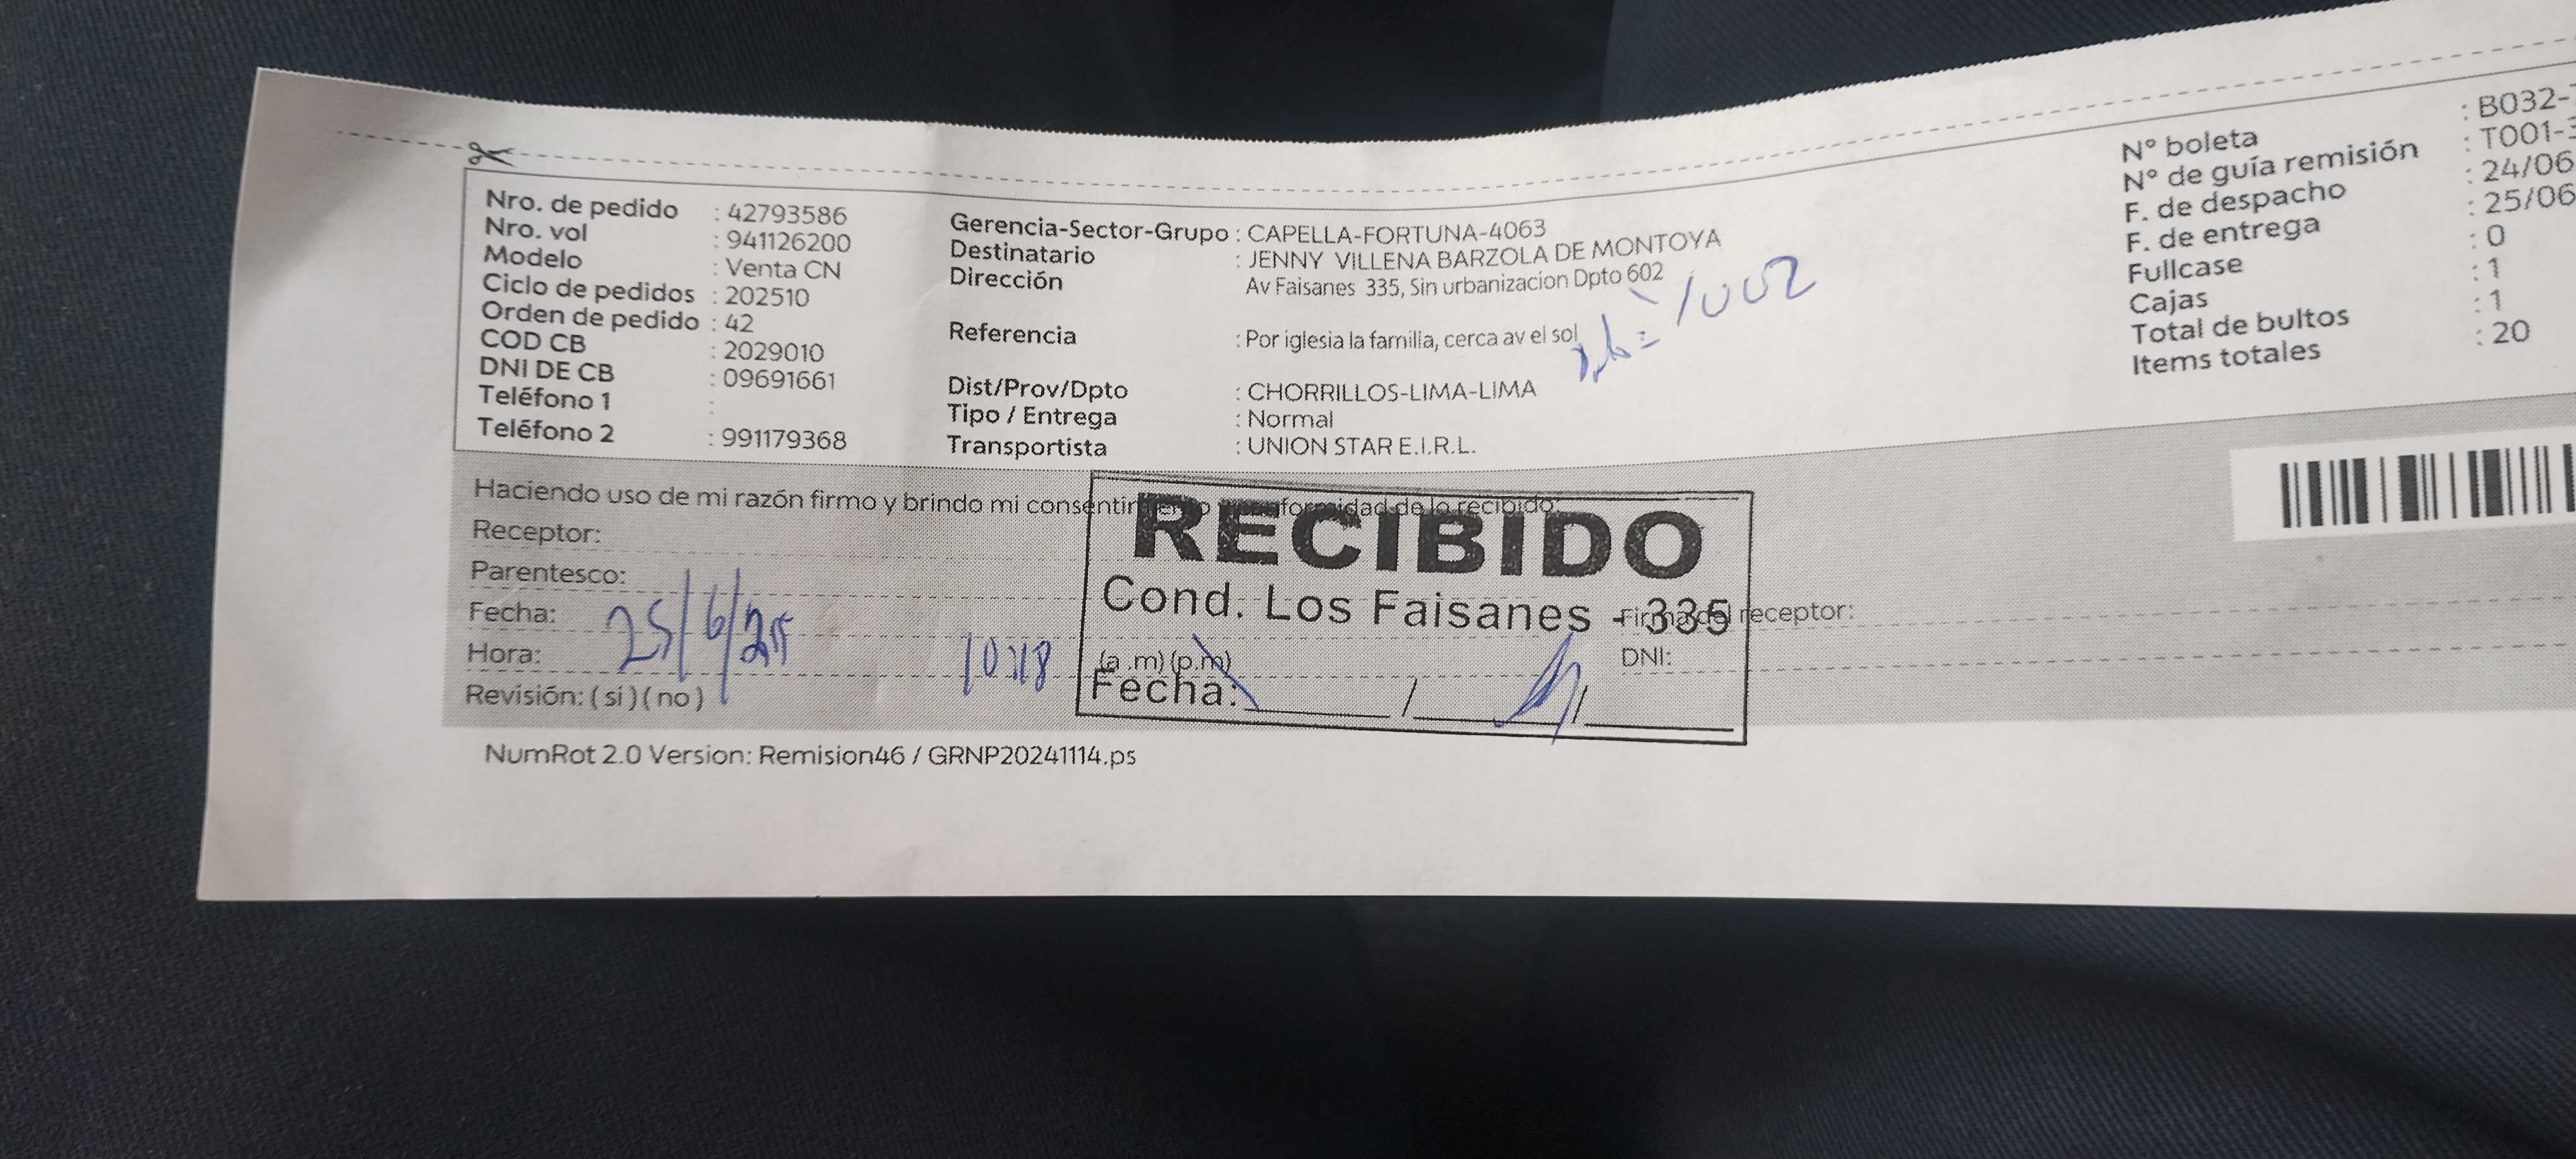 Nro. de pedido : 42793586
Nro. vol : 941126200
Modelo : Venta CN
Ciclo de pedidos : 202510
Orden de pedido : 42
COD CB : 2029010
DNI DE CB : 09691661
Teléfono 1 :
Teléfono 2 : 991179368
Gerencia-Sector-Grupo : CAPELLA-FORTUNA-4063
Destinatario : JENNY VILLENA BARZOLA DE MONTOYA
Dirección Av Faisanes 335, Sin urbanizacion Dpto 602
Referencia : Por iglesia la familia, cerca av el sol
= 1002
Dist/Prov/Dpto : CHORRILLOS-LIMA-LIMA
Tipo / Entrega : Normal
Transportista : UNION STAR E.I.R.L.
Nº boleta : B032-
Nº de guía remisión : T001-
F. de despacho : 24/06
F. de entrega : 25/06
Fullcase : 0
Cajas : 1
Total de bultos : 1
Items totales : 20
Haciendo uso de mi razón firmo y brindo mi de lo recibido:
Receptor:
Parentesco:
Fecha: 25/6/25
Hora: 10:18 (a .m) (p.m)
Revisión: ( si ) ( no )
RECIBIDO
Cond. Los Faisanes - 335
Fecha: / /
receptor:
DNI:
NumRot 2.0 Version: Remision46 / GRNP20241114.ps